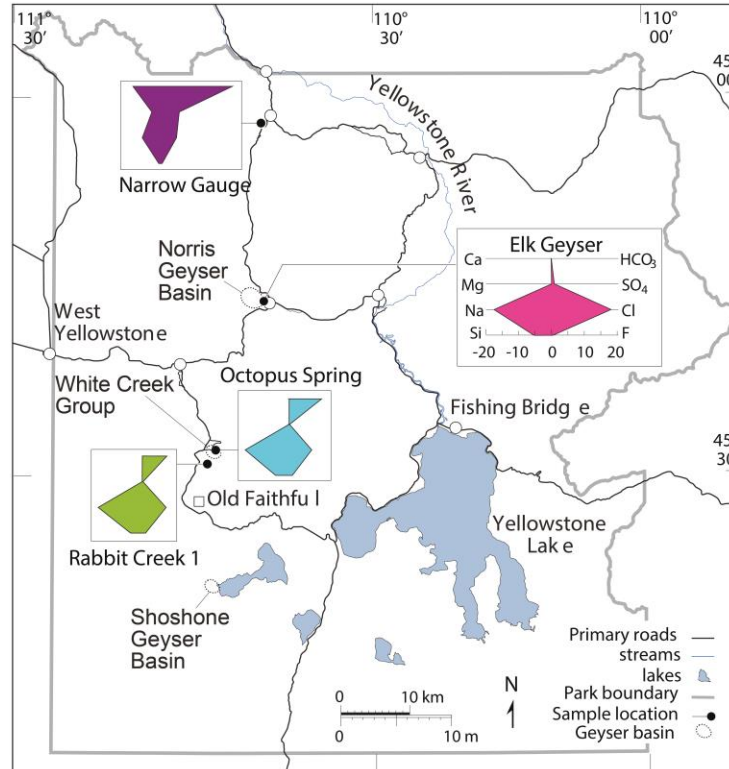 111°
30'
110°
30'
110°
00'
45
00
Yellowstone River
Narrow Gauge
Elk Geyser
Ca
HCO3
Mg
SO4
Na
Cl
Si
F
-20 -10 0 10 20
Norris
Geyser
Basin
West
Yellowstone
White Creek
Group
Octopus Spring
Fishing Bridg e
45
30
Old Faithfu l
Rabbit Creek 1
Yellowstone
Lak e
Shoshone
Geyser
Basin
Primary roads
streams
lakes
Park boundary
Sample location
Geyser basin
0 10 km
0 10 m
N